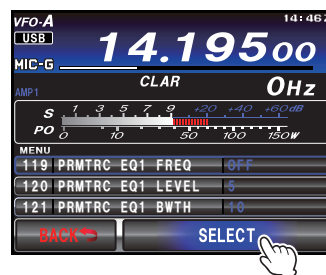 VFO-A
14:46
USB
14.19500
MIC-G
CLAR
0Hz
AMP1
S 1 3 5 7 9 +20 +40 +60dB
PO 0 10 50 100 150W
MENU
119 PRMTRC EQ1 FREQ OFF
120 PRMTRC EQ1 LEVEL 5
121 PRMTRC EQ1 BWTH 10
BACK SELECT